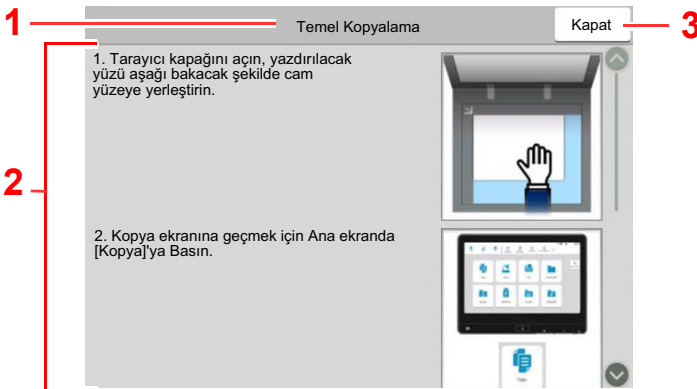 1
Temel Kopyalama
Kapat
3
2
1. Tarayıcı kapağını açın, yazdırılacak
yüzü aşağı bakacak şekilde cam
yüzeye yerleştirin.
2. Kopya ekranına geçmek için Ana ekranda
[Kopya]'ya Basın.